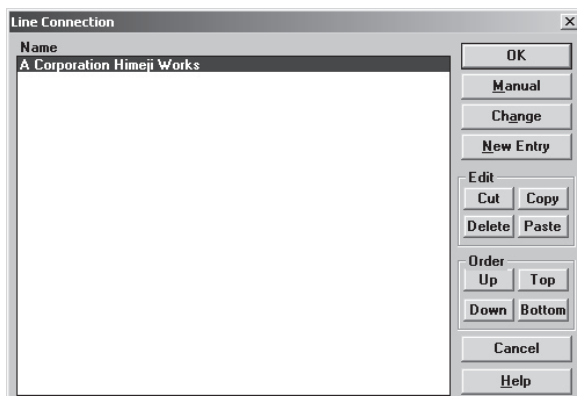 Line Connection
Name
A Corporation Himeji Works
OK
Manual
Change
New Entry
Edit
Cut Copy
Delete Paste
Order
Up Top
Down Bottom
Cancel
Help